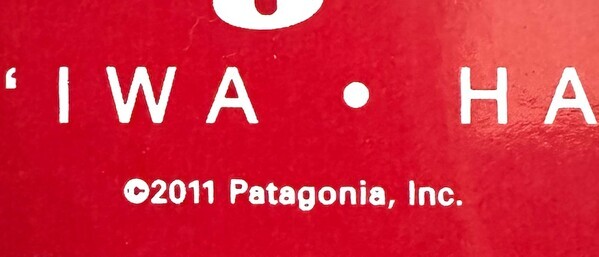 ‘IWA • HA
©2011 Patagonia, Inc.